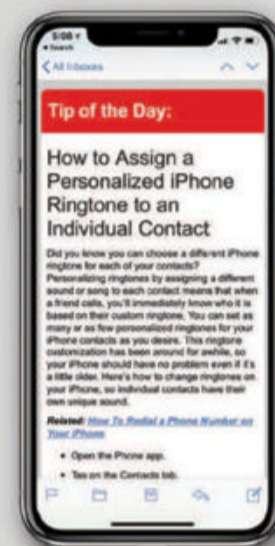 5:08
Search
All Inboxes
Tip of the Day:
How to Assign a
Personalized iPhone
Ringtone to an
Individual Contact
Did you know you can choose a different iPhone
ringtone for each of your contacts?
Personalizing ringtones by assigning a different
sound or song to each contact means that when
a friend calls, you'll immediately know who it is
based on their custom ringtone. You can set as
many or as few personalized ringtones for your
iPhone contacts as you desire. This ringtone
customization has been around for awhile, so
your iPhone should have no problem even if it's
a little older. Here's how to change ringtones on
your iPhone, so individual contacts have their
own unique sound.
Related: How To Redial a Phone Number on
Your iPhone
• Open the Phone app.
• Tap on the Contacts tab.